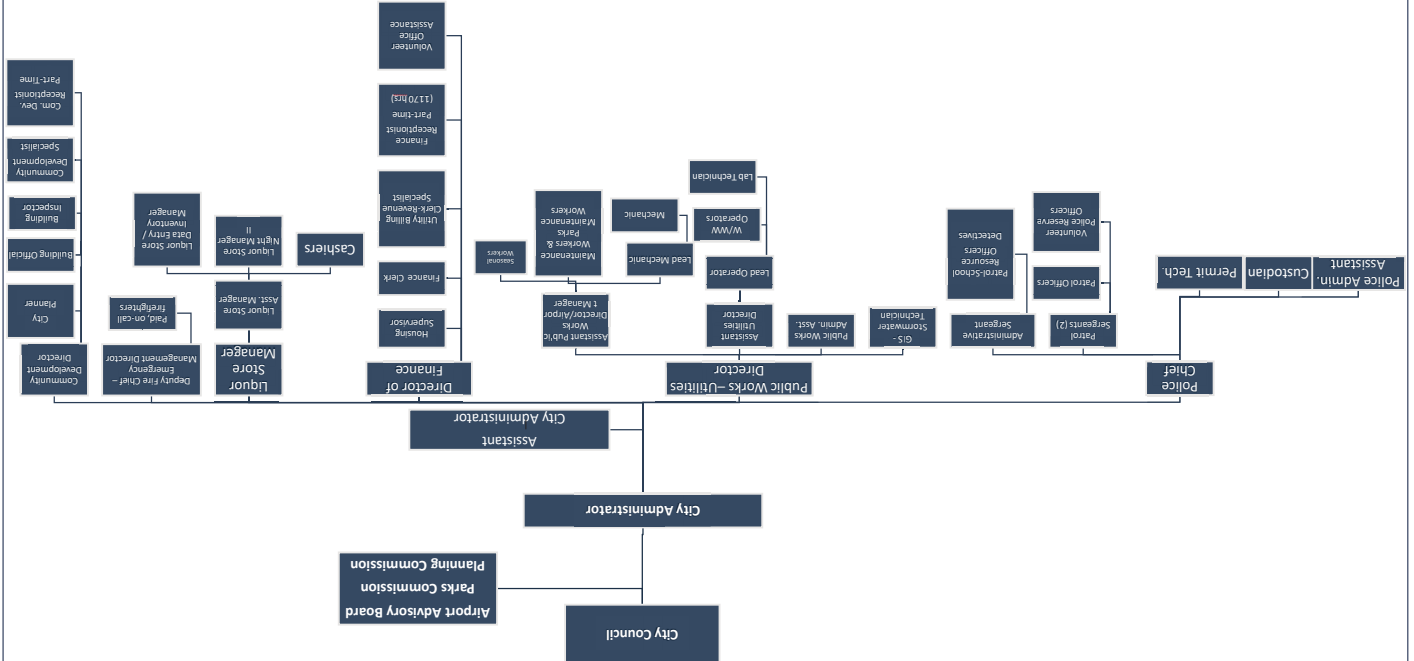 City Council
Airport Advisory Board
Parks Commission
Planning Commission
City Administrator
Assistant
City Administrator
Police
Chief
Police Admin.
Assistant
Custodian
Permit Tech.
Patrol
Sergeants (2)
Patrol Officers
Volunteer
Police Reserve
Officers
Administrative
Sergeant
Patrol-School
Resource
Officers
Detectives
Public Works –Utilities
Director
GIS -
Stormwater
Technician
Public Works
Admin. Asst.
Assistant
Utilities
Director
Lead Operator
W/WW
Operators
Lab Technician
Assistant Public
Works
Director/Airpor
t Manager
Lead Mechanic
Mechanic
Maintenance
Workers &
Parks
Maintenance
Workers
Seasonal
Workers
Director of
Finance
Housing
Supervisor
Finance Clerk
Utility Billing
Clerk-Revenue
Specialist
Finance
Receptionist
Part-time
(1170 hrs)
Volunteer
Office
Assistance
Liquor
Store
Manager
Liquor Store
Asst. Manager
Cashiers
Liquor Store
Night Manager
II
Liquor Store
Data Entry /
Inventory
Manager
Deputy Fire Chief –
Emergency
Management Director
Paid, on-call
firefighters
Community
Development
Director
City
Planner
Building Official
Building
Inspector
Community
Development
Specialist
Com. Dev.
Receptionist
Part-Time